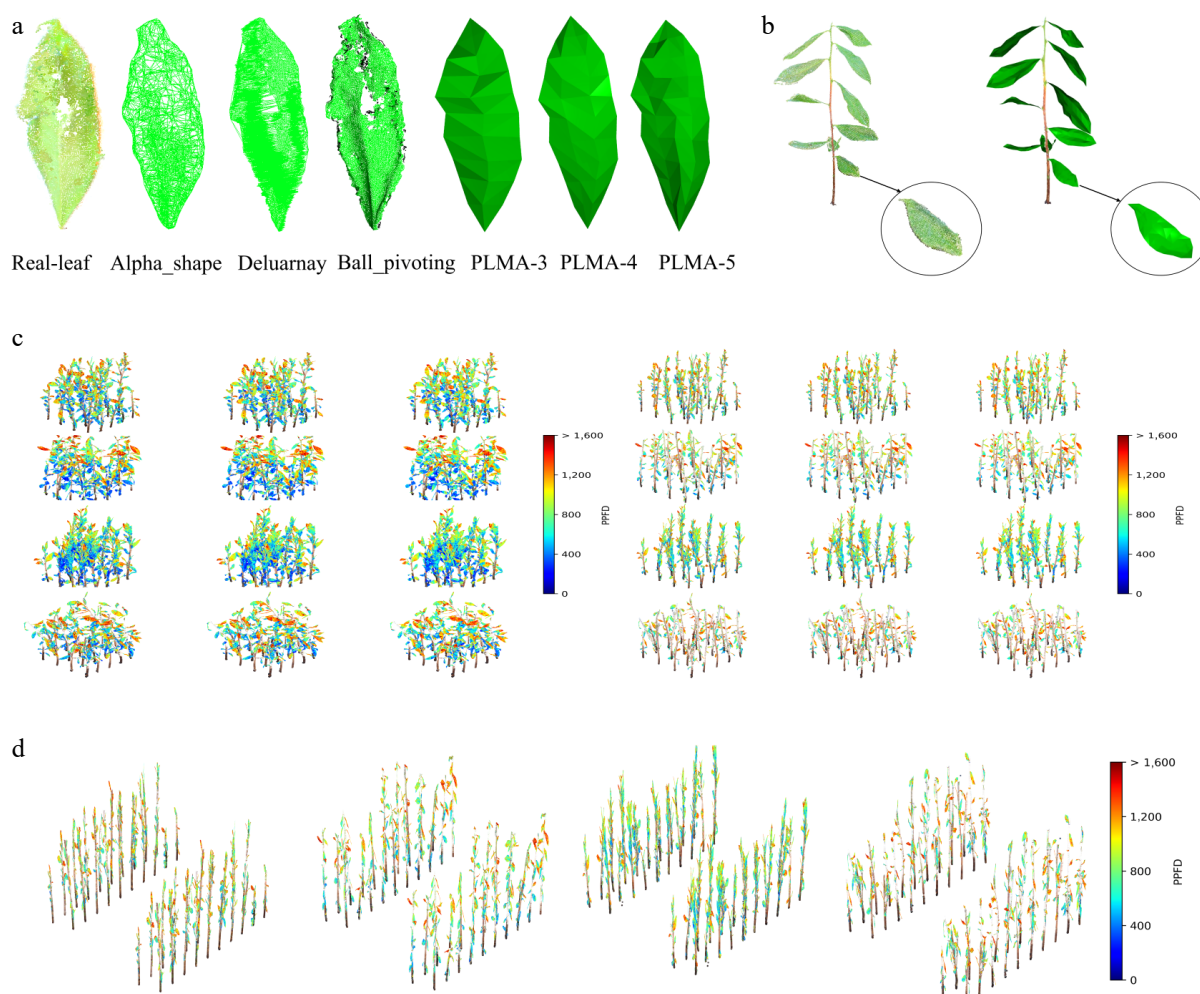 a
b
Real-leaf Alpha_shape Deluarnay Ball_pivoting PLMA-3 PLMA-4 PLMA-5
c
> 1,600
1,200
800
400
0
PPFD
> 1,600
1,200
800
400
0
PPFD
d
> 1,600
1,200
800
400
0
PPFD